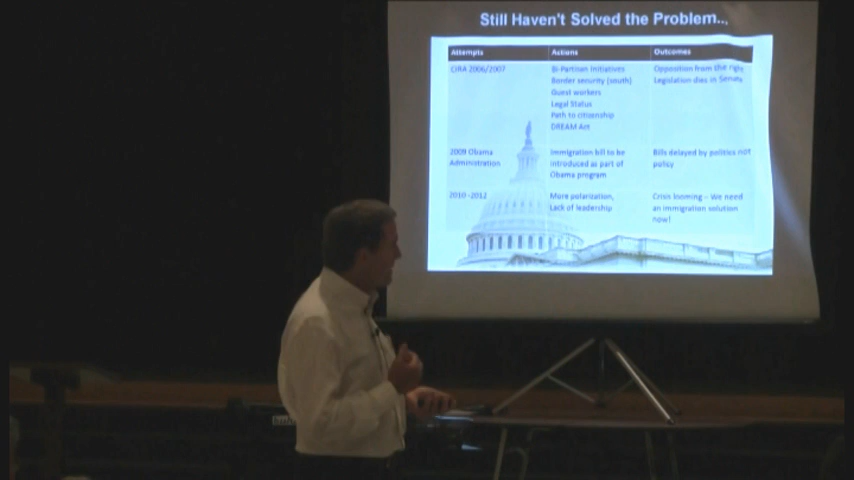 Still Haven't Solved the Problem...
Attempts Actions Outcomes
CIRA 2006/2007 Bi-Partisan Initiatives Opposition from the right
Border security (south) Legislation dies in Senate
Guest workers
Legal Status
Path to citizenship
DREAM Act
2009 Obama Immigration bill to be Bills delayed by politics not
Administration introduced as part of policy
Obama program
2010 -2012 More polarization, Crisis looming – We need
Lack of leadership an immigration solution
now!